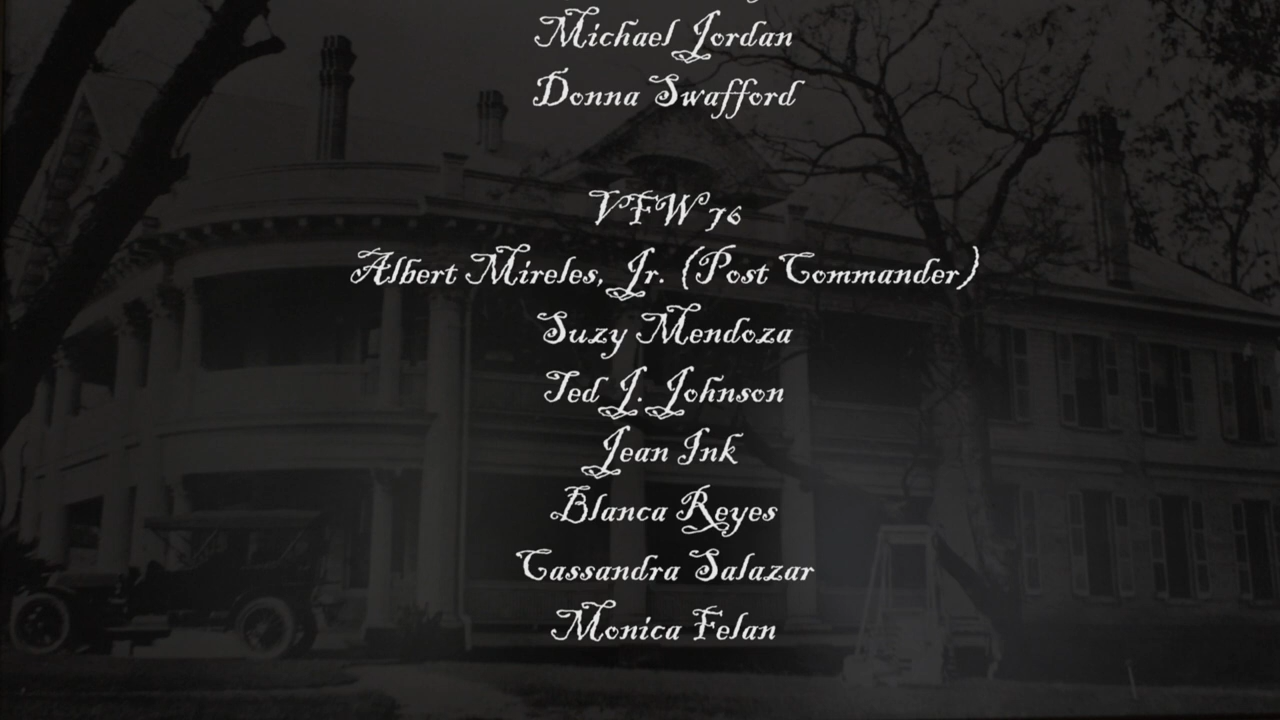 Michael Jordan
Donna Swafford
VFW 76
Albert Mireles, Jr. (Post Commander)
Suzy Mendoza
Ted J. Johnson
Jean Ink
Blanca Reyes
Cassandra Salazar
Monica Felan